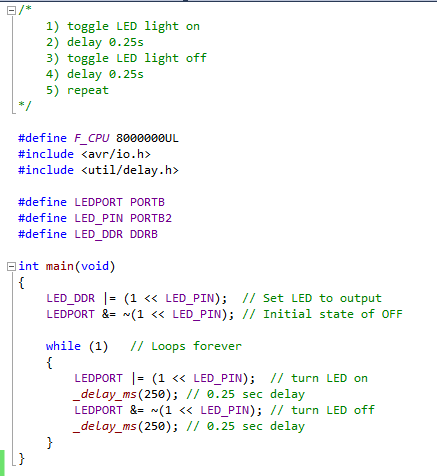 /*
    1) toggle LED light on
    2) delay 0.25s
    3) toggle LED light off
    4) delay 0.25s
    5) repeat
*/
#define F_CPU 8000000UL
#include <avr/io.h>
#include <util/delay.h>
#define LEDPORT PORTB
#define LED_PIN PORTB2
#define LED_DDR DDRB
int main(void)
{
    LED_DDR |= (1 << LED_PIN);  // Set LED to output
    LEDPORT &= ~(1 << LED_PIN); // Initial state of OFF
    while (1)   // Loops forever
    {
        LEDPORT |= (1 << LED_PIN);  // turn LED on
        _delay_ms(250); // 0.25 sec delay
        LEDPORT &= ~(1 << LED_PIN); // turn LED off
        _delay_ms(250); // 0.25 sec delay
    }
}